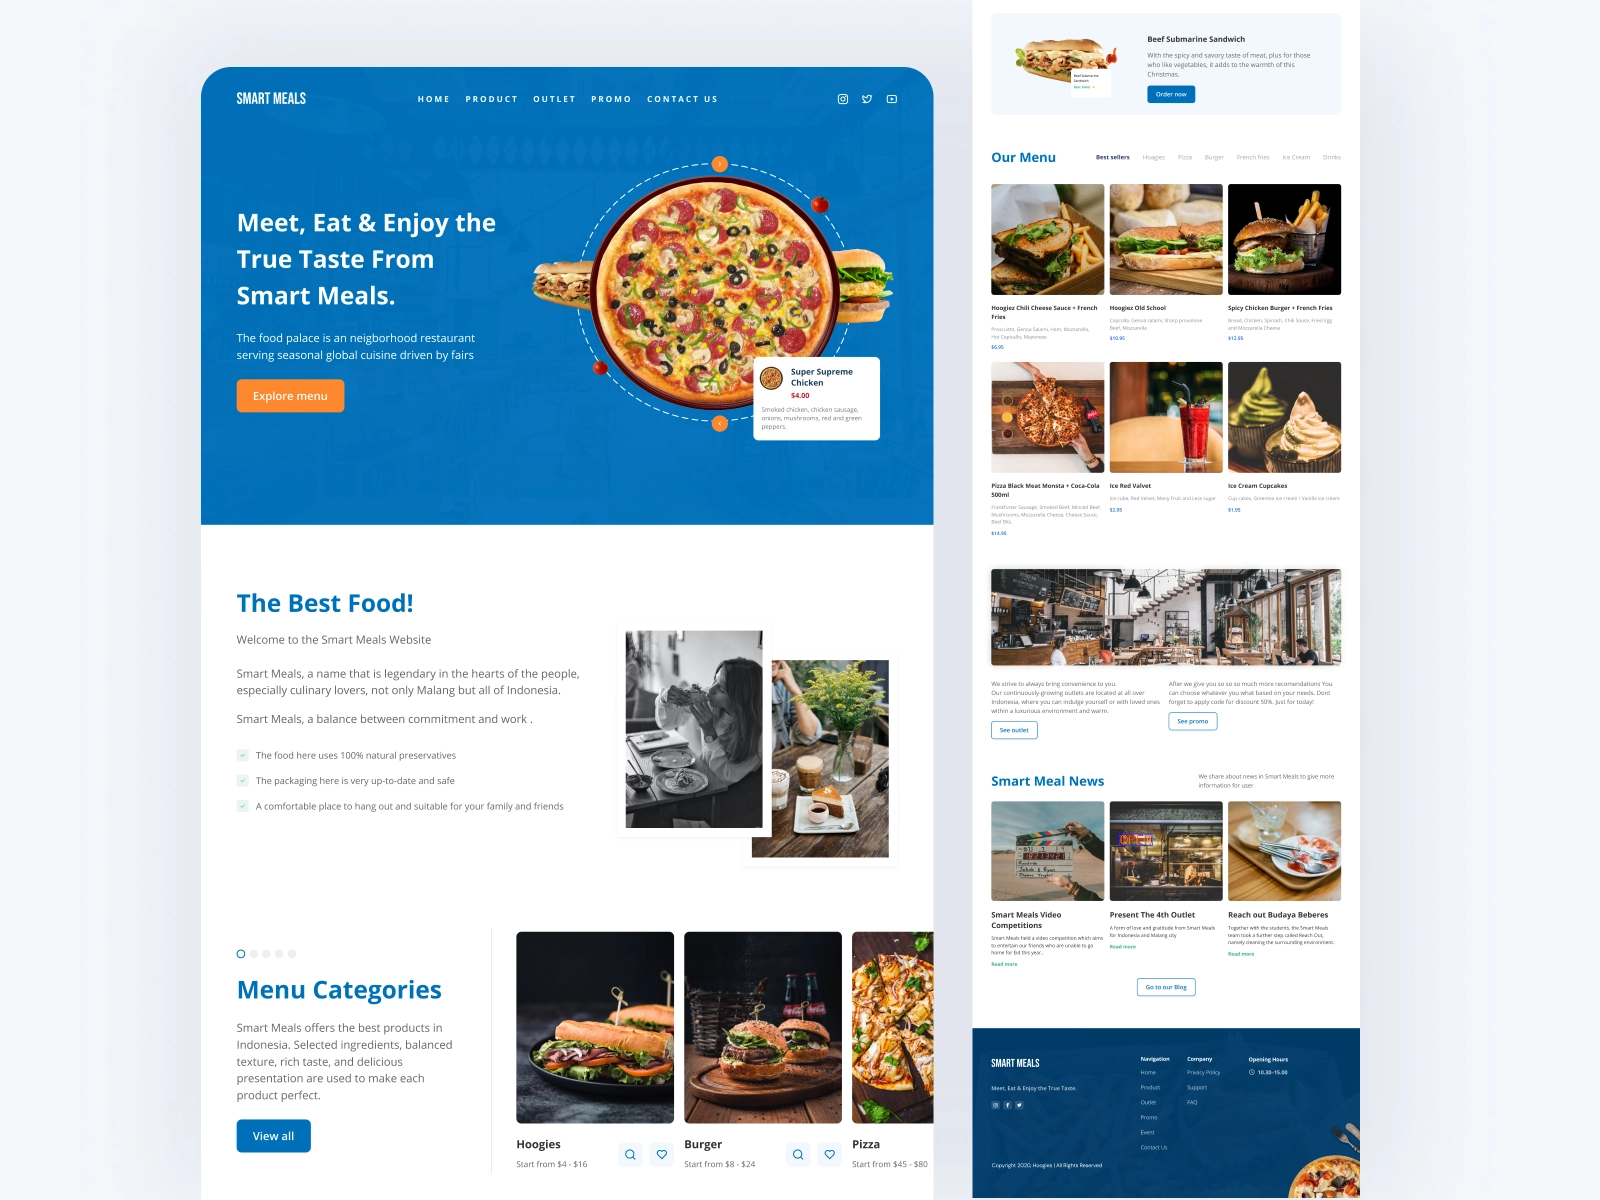 SMART MEALS
HOME PRODUCT OUTLET PROMO CONTACT US
Meet, Eat & Enjoy the
True Taste From
Smart Meals.
The food palace is an neigborhood restaurant
serving seasonal global cuisine driven by fairs
Explore menu
Super Supreme
Chicken
$4.00
Smoked chicken, chicken sausage,
onions, mushrooms, red and green
peppers.
The Best Food!
Welcome to the Smart Meals Website
Smart Meals, a name that is legendary in the hearts of the people,
especially culinary lovers, not only Malang but all of Indonesia.
Smart Meals, a balance between commitment and work .
The food here uses 100% natural preservatives
The packaging here is very up-to-date and safe
A comfortable place to hang out and suitable for your family and friends
Menu Categories
Smart Meals offers the best products in
Indonesia. Selected ingredients, balanced
texture, rich taste, and delicious
presentation are used to make each
product perfect.
View all
Hoogies
Start from $4 - $16
Burger
Start from $8 - $24
Pizza
Start from $45 - $80
Beef Submarine
Sandwich
Best Seller
Beef Submarine Sandwich
With the spicy and savory taste of meat, plus for those
who like vegetables, it adds to the warmth of this
Christmas.
Order now
Our Menu
Best sellers Hoagiez Pizza Burger French fries Ice Cream Drinks
Hoogiez Chili Cheese Sauce + French
Fries
Proscuitto, Genoa Salami, Ham, Mozzarella,
Hot Capicallo, Mayonese
$6.95
Hoogiez Old School
Capicolla, Genoa salami, Sharp provolone
Beef, Mozzarella
$10.95
Spicy Chicken Burger + French Fries
Bread, Chicken, Spinach, Chili Sauce, Fried Egg
and Mozzarella Cheese
$12.95
Pizza Black Meat Monsta + Coca-Cola
500ml
Frankfurter Sausage, Smoked Beef, Minced Beef,
Mushrooms, Mozzarella Cheese, Cheese Sauce,
Beef Bits.
$14.95
Ice Red Valvet
Ice cube, Red Velvet, Many Fruit and Less sugar
$2.95
Ice Cream Cupcakes
Cup cakes, Greentea ice cream / Vanilla ice cream
$1.95
We strive to always bring convenience to you.
Our continuously-growing outlets are located at all over
Indonesia, where you can indulge yourself or with loved ones
within a luxurious environment and warm.
See outlet
After we give you so so so much more recomendations You
can choose whatever you what based on your needs. Dont
forget to apply code for discount 50%. Just for today!
See promo
Smart Meal News
We share about news in Smart Meals to give more
information for user
OPEN
Smart Meals Video
Competitions
Smart Meals held a video competition which aims
to entertain our friends who are unable to go
home for Eid this year.
Read more
Present The 4th Outlet
A form of love and gratitude from Smart Meals
for Indonesia and Malang city
Read more
Reach out Budaya Beberes
Together with the students, the Smart Meals
team took a further step called Reach Out,
namely cleaning the surrounding environment.
Read more
Go to our Blog
SMART MEALS
Meet, Eat & Enjoy the True Taste.
Navigation
Home
Product
Outlet
Promo
Event
Contact Us
Company
Privacy Policy
Support
FAQ
Opening Hours
10.30-15.00
Copyright 2020, Hoogies | All Rights Reserved